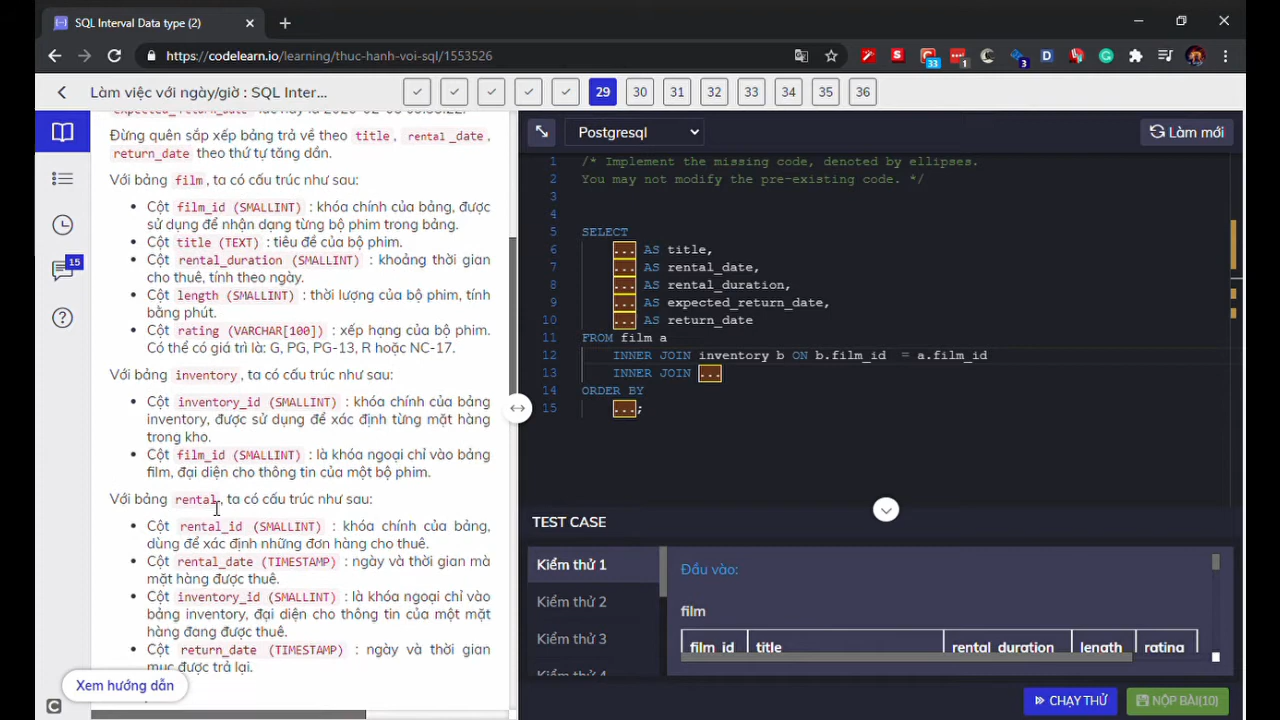 SQL Interval Data type (2)
https://codelearn.io/learning/thuc-hanh-voi-sql/1553526
33
1
3
Làm việc với ngày/giờ : SQL Inter...
29
30
31
32
33
34
35
36
Đừng quên sắp xếp bảng trả về theo title, rental _date,
return_date theo thứ tự tăng dần.
Với bảng film, ta có cấu trúc như sau:
Cột film_id (SMALLINT) : khóa chính của bảng, được
sử dụng để nhận dạng từng bộ phim trong bảng.
Cột title (TEXT) : tiêu đề của bộ phim.
Cột rental_duration (SMALLINT) : khoảng thời gian
cho thuê, tính theo ngày.
Cột length (SMALLINT) : thời lượng của bộ phim, tính
bằng phút.
Cột rating (VARCHAR[100]) : xếp hạng của bộ phim.
Có thể có giá trị là: G, PG, PG-13, R hoặc NC-17.
Với bảng inventory, ta có cấu trúc như sau:
Cột inventory_id (SMALLINT) : khóa chính của bảng
inventory, được sử dụng để xác định từng mặt hàng
trong kho.
Cột film_id (SMALLINT) : là khóa ngoại chỉ vào bảng
film, đại diện cho thông tin của một bộ phim.
Với bảng rental, ta có cấu trúc như sau:
Cột rental_id (SMALLINT) : khóa chính của bảng,
dùng để xác định những đơn hàng cho thuê.
Cột rental_date (TIMESTAMP) : ngày và thời gian mà
mặt hàng được thuê.
Cột inventory_id (SMALLINT) : là khóa ngoại chỉ vào
bảng inventory, đại diện cho thông tin của một mặt
hàng đang được thuê.
Cột return_date (TIMESTAMP) : ngày và thời gian
mục được trả lại.
15
Xem hướng dẫn
Postgresql
Làm mới
1 /* Implement the missing code, denoted by ellipses.
2 You may not modify the pre-existing code. */
3
4
5 SELECT
6 ... AS title,
7 ... AS rental_date,
8 ... AS rental_duration,
9 ... AS expected_return_date,
10 ... AS return_date
11 FROM film a
12 INNER JOIN inventory b ON b.film_id = a.film_id
13 INNER JOIN ...
14 ORDER BY
15 ...;
TEST CASE
Kiểm thử 1
Kiểm thử 2
Kiểm thử 3
Kiểm thử 4
Đầu vào:
film
film_id title rental_duration length rating
CHẠY THỬ
NỘP BÀI(10)